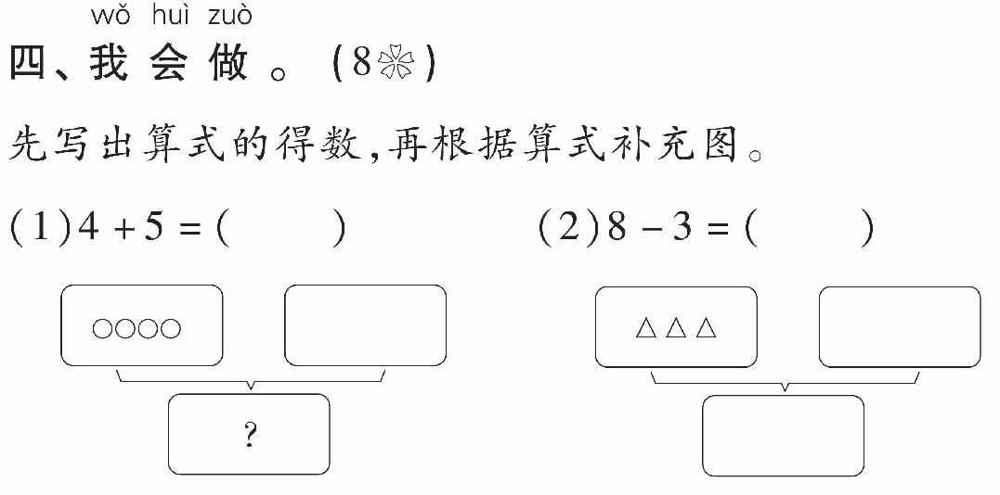 wǒ huì zuò
四、我会做。(8)
先写出算式的得数,再根据算式补充图。
(1)4+5=( ) (2)8-3=( )
?